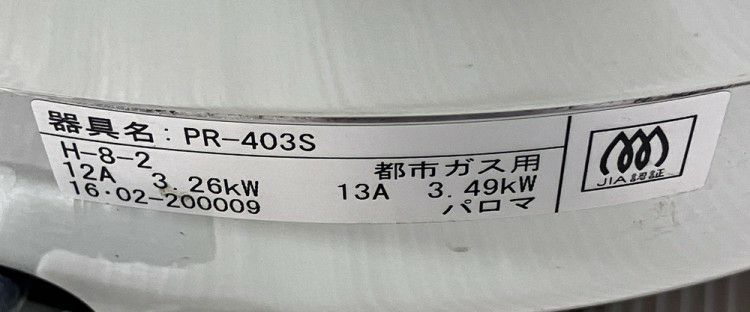 器具名：PR-403S
H-8-2 都市ガス用
12A 3.26kW 13A 3.49kW
16・02-200009 パロマ
JIA認証